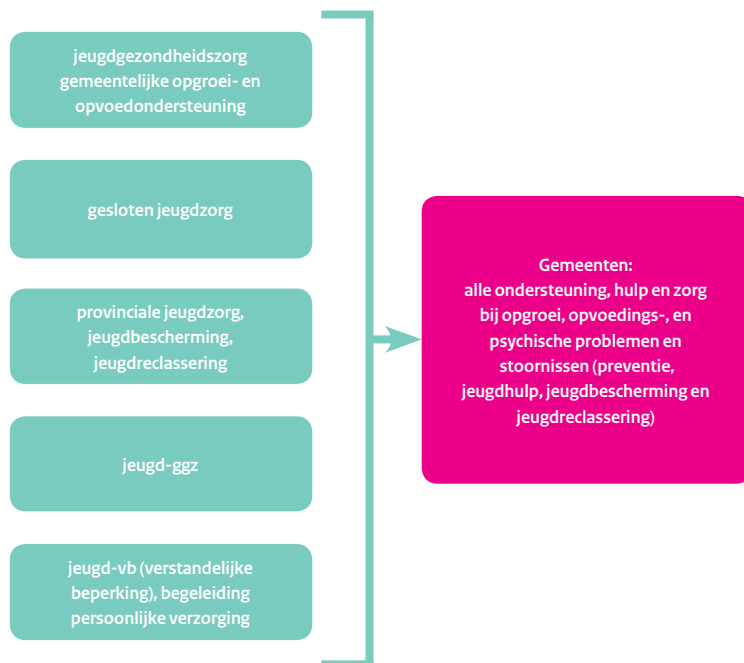 jeugdgezondheidszorg
gemeentelijke opgroei- en
opvoedondersteuning
gesloten jeugdzorg
provinciale jeugdzorg,
jeugdbescherming,
jeugdreclassering
jeugd-ggz
jeugd-vb (verstandelijke
beperking), begeleiding
persoonlijke verzorging
Gemeenten:
alle ondersteuning, hulp en zorg
bij opgroei, opvoedings-, en
psychische problemen en
stoornissen (preventie,
jeugdhulp, jeugdbescherming en
jeugdreclassering)